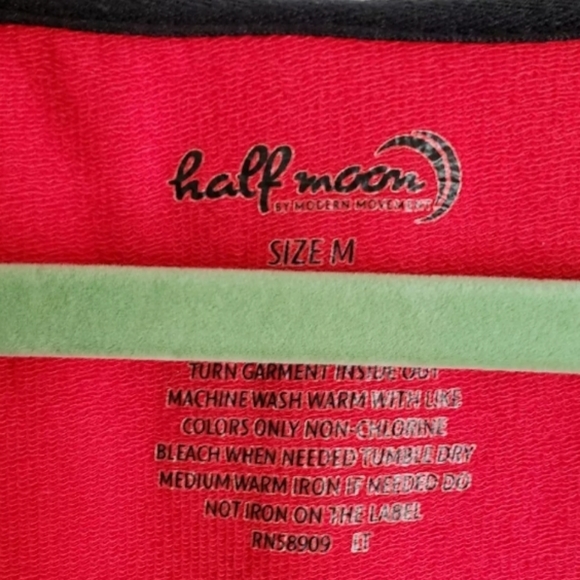 half moon
BY MODERN MOVEMENT
SIZE M
TURN GARMENT INSIDE OUT
MACHINE WASH WARM WITH LIKE
COLORS ONLY NON-CHLORINE
BLEACH WHEN NEEDED TUMBLE DRY
MEDIUM WARM IRON IF NEEDED DO
NOT IRON ON THE LABEL
RN58909